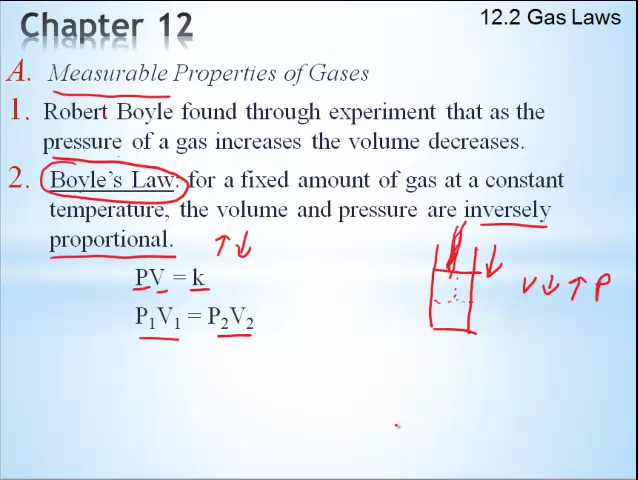 Chapter 12
12.2 Gas Laws
A. Measurable Properties of Gases
1. Robert Boyle found through experiment that as the
pressure of a gas increases the volume decreases.
2. Boyle's Law: for a fixed amount of gas at a constant
temperature, the volume and pressure are inversely
proportional.
↑↓
PV = k
V↓ ↑P
P₁V₁ = P₂V₂